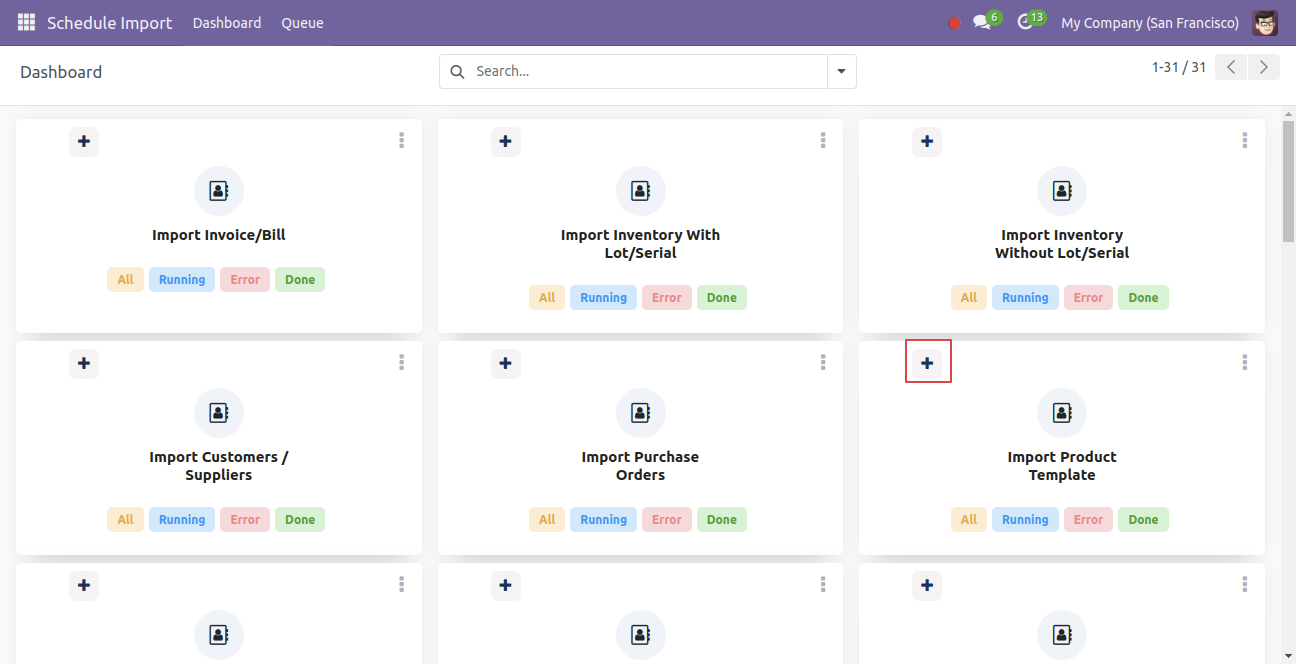 Schedule Import Dashboard Queue 6 13 My Company (San Francisco)
Dashboard Search... 1-31 / 31
Import Invoice/Bill
All Running Error Done
Import Inventory With
Lot/Serial
All Running Error Done
Import Inventory
Without Lot/Serial
All Running Error Done
Import Customers /
Suppliers
All Running Error Done
Import Purchase
Orders
All Running Error Done
Import Product
Template
All Running Error Done